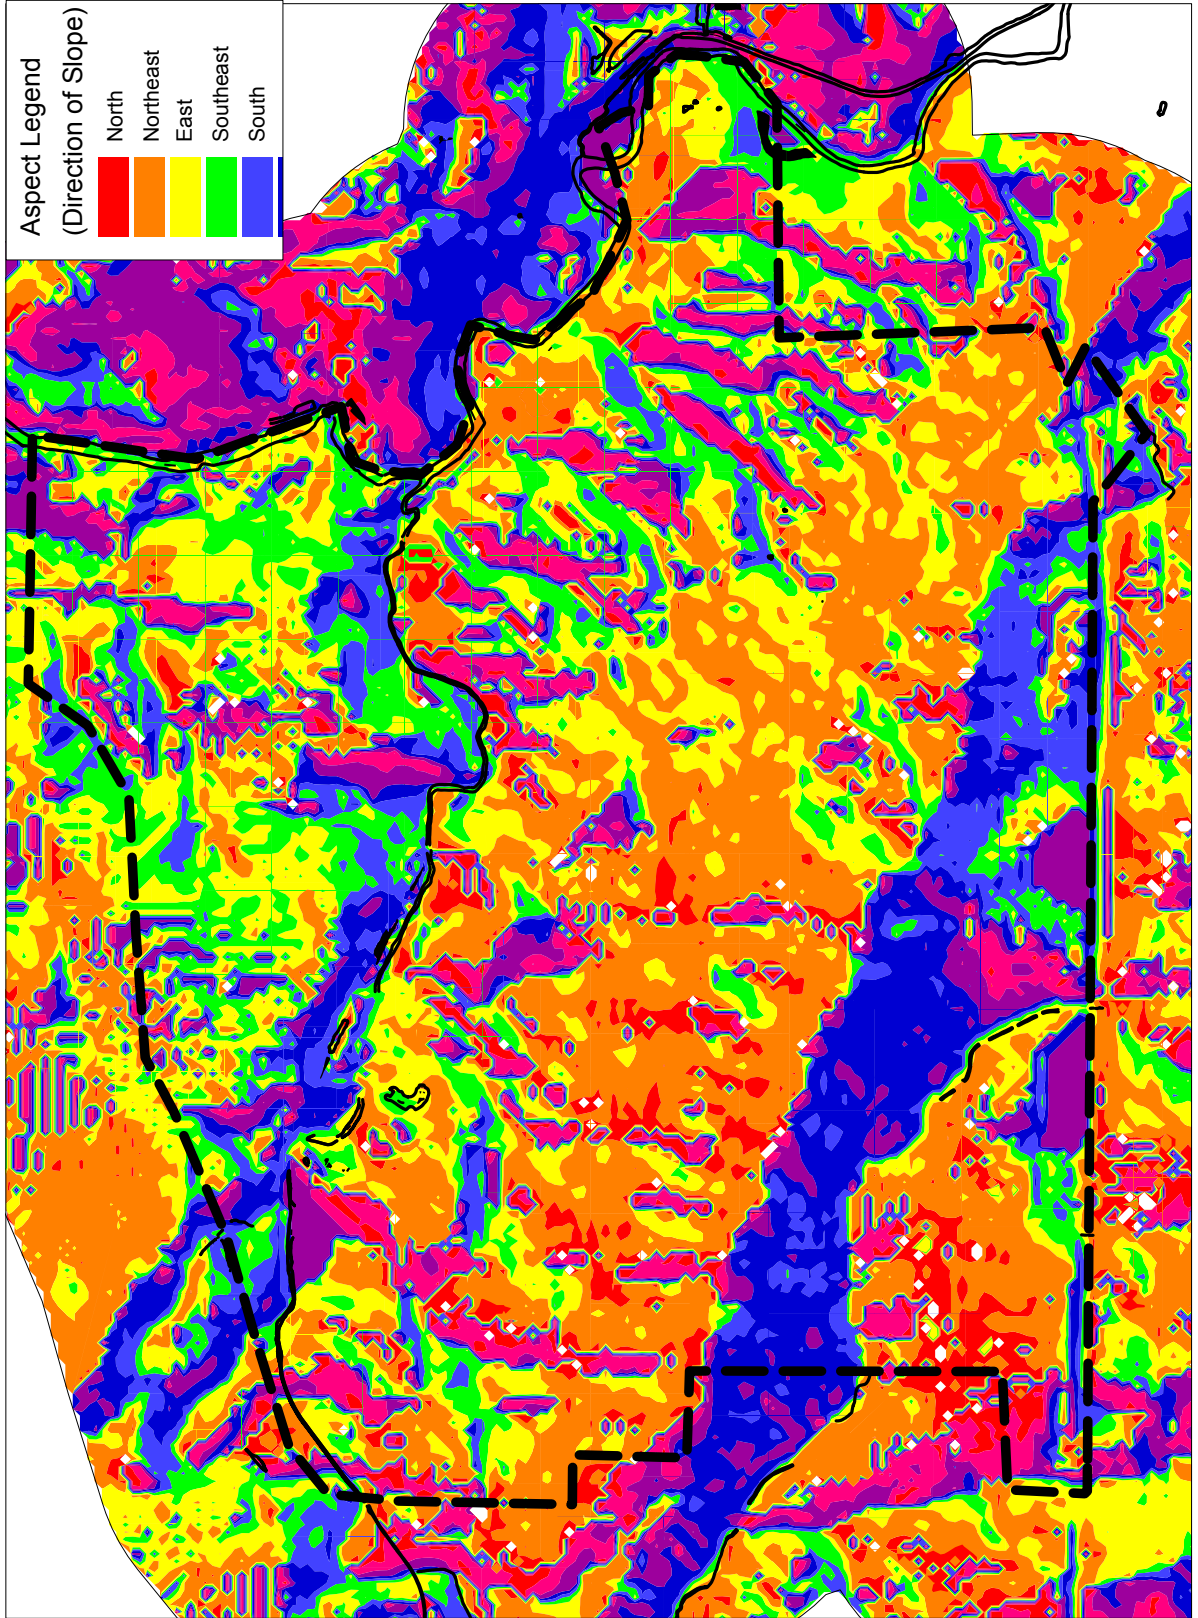 Aspect Legend
(Direction of Slope)
North
Northeast
East
Southeast
South